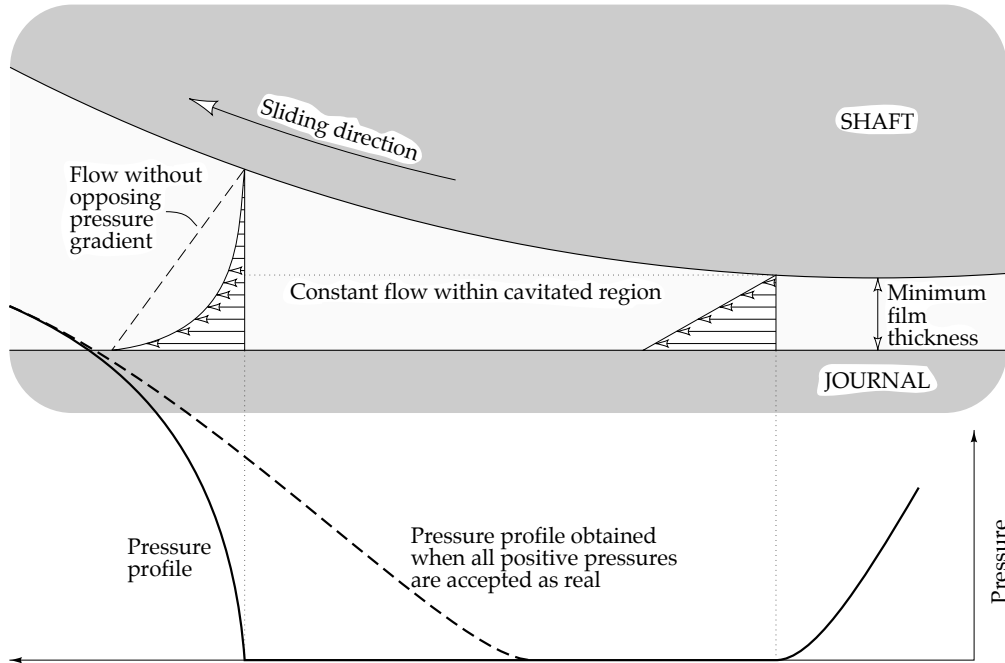 SHAFT
Sliding direction
Flow without
opposing
pressure
gradient
Constant flow within cavitated region
Minimum
film
thickness
JOURNAL
Pressure
profile
Pressure profile obtained
when all positive pressures
are accepted as real
Pressure